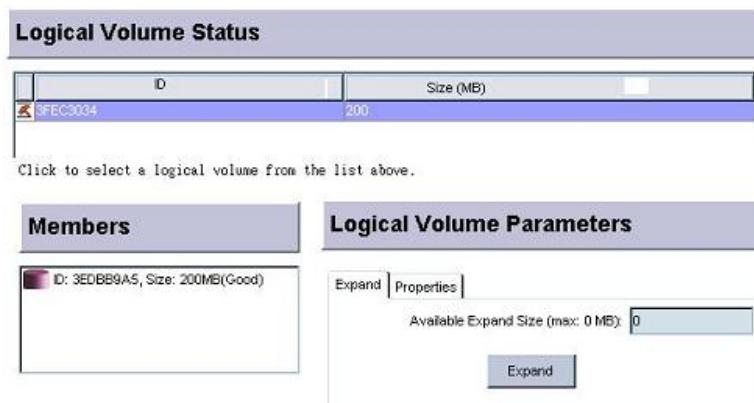 Logical Volume Status
ID Size (MB)
3FEC3034 200
Click to select a logical volume from the list above.
Members
ID: 3EDBB9A5, Size: 200MB(Good)
Logical Volume Parameters
Expand Properties
Available Expand Size (max: 0 MB): 0
Expand